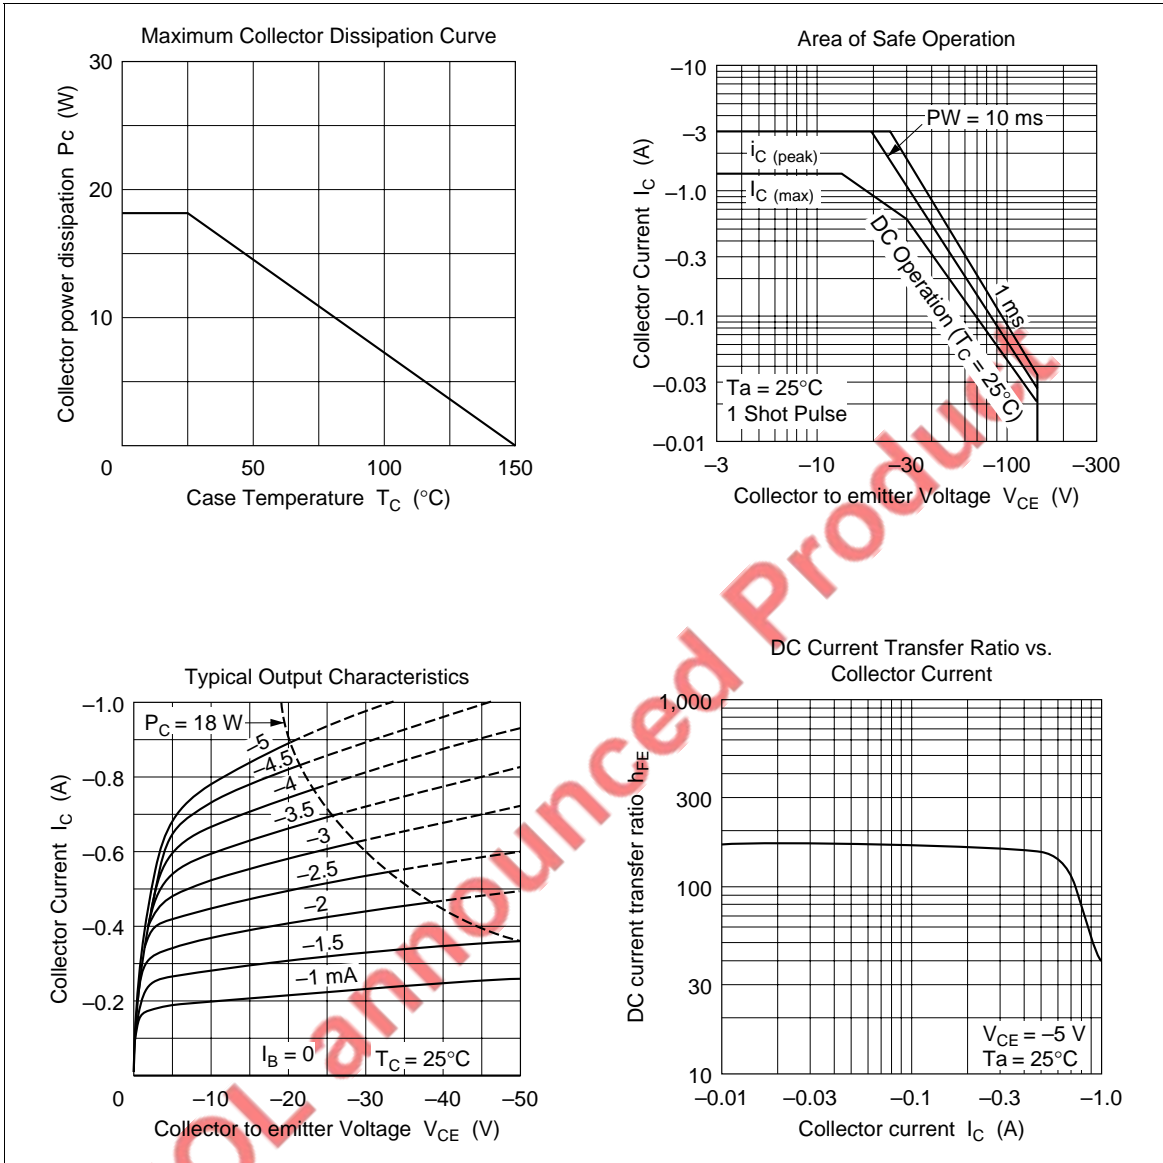 Maximum Collector Dissipation Curve
Collector power dissipation Pc (W)
30
20
10
0
50
100
150
Case Temperature TC (°C)
Area of Safe Operation
Collector Current IC (A)
–10
–3
–1.0
–0.3
–0.1
–0.03
–0.01
PW = 10 ms
iC (peak)
IC (max)
DC Operation (TC = 25°C)
1 ms
Ta = 25°C
1 Shot Pulse
–3
–10
–30
–100
–300
Collector to emitter Voltage VCE (V)
Typical Output Characteristics
Collector Current IC (A)
–1.0
–0.8
–0.6
–0.4
–0.2
PC = 18 W
–5
–4.5
–4
–3.5
–3
–2.5
–2
–1.5
–1 mA
IB = 0
TC = 25°C
0
–10
–20
–30
–40
–50
Collector to emitter Voltage VCE (V)
DC Current Transfer Ratio vs.
Collector Current
DC current transfer ratio hFE
1,000
300
100
30
10
VCE = –5 V
Ta = 25°C
–0.01
–0.03
–0.1
–0.3
–1.0
Collector current IC (A)
OL announced Product